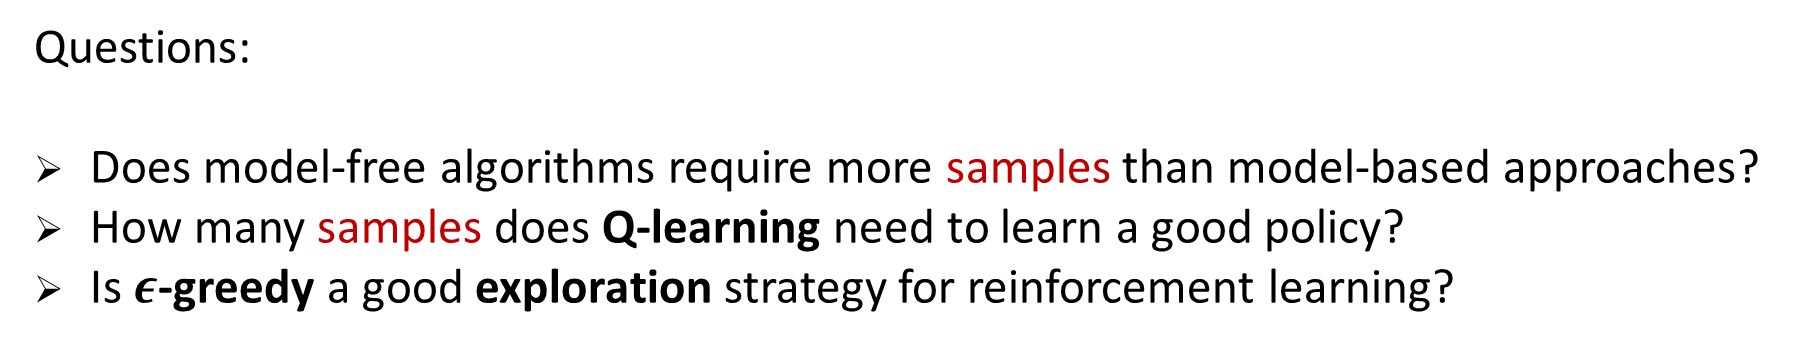 Questions:
➢ Does model-free algorithms require more samples than model-based approaches?
➢ How many samples does Q-learning need to learn a good policy?
➢ Is ϵ-greedy a good exploration strategy for reinforcement learning?